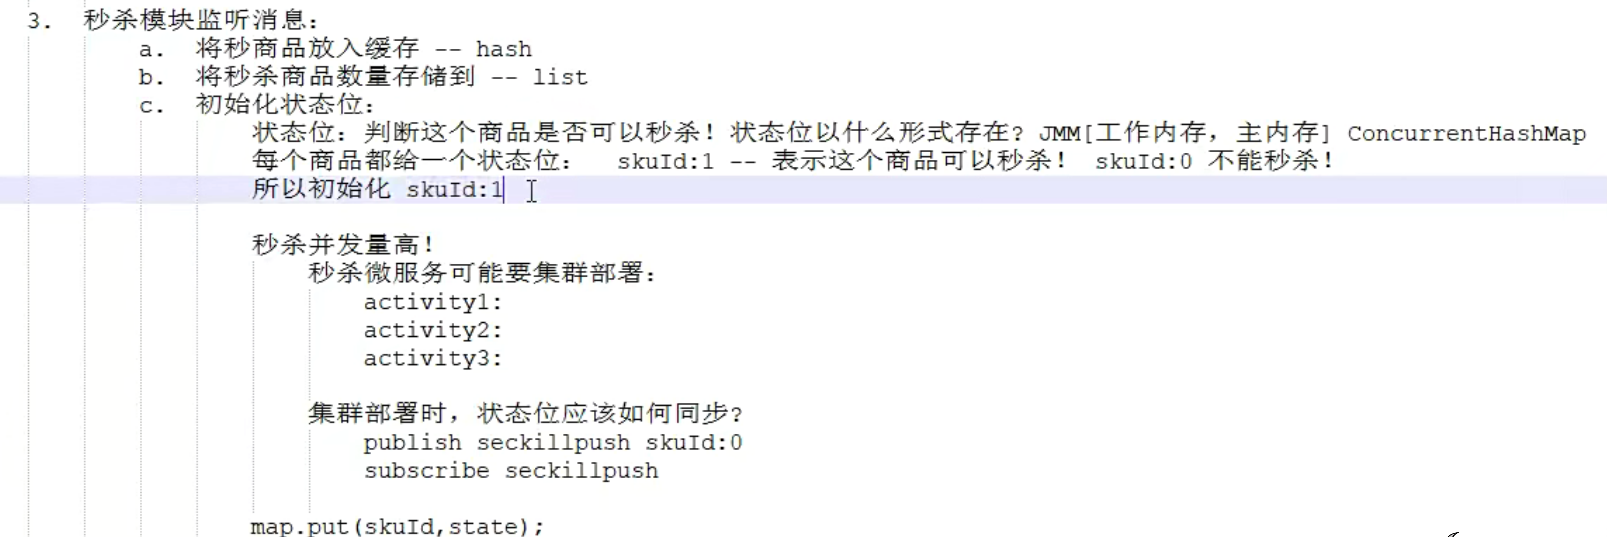 3. 秒杀模块监听消息：
a. 将秒商品放入缓存 -- hash
b. 将秒杀商品数量存储到 -- list
c. 初始化状态位：
状态位：判断这个商品是否可以秒杀！状态位以什么形式存在? JMM[工作内存，主内存] ConcurrentHashMap
每个商品都给一个状态位： skuId:1 -- 表示这个商品可以秒杀！ skuId:0 不能秒杀！
所以初始化 skuId:1
秒杀并发量高！
秒杀微服务可能要集群部署：
activity1:
activity2:
activity3:
集群部署时，状态位应该如何同步?
publish seckillpush skuId:0
subscribe seckillpush
map.put(skuId,state);